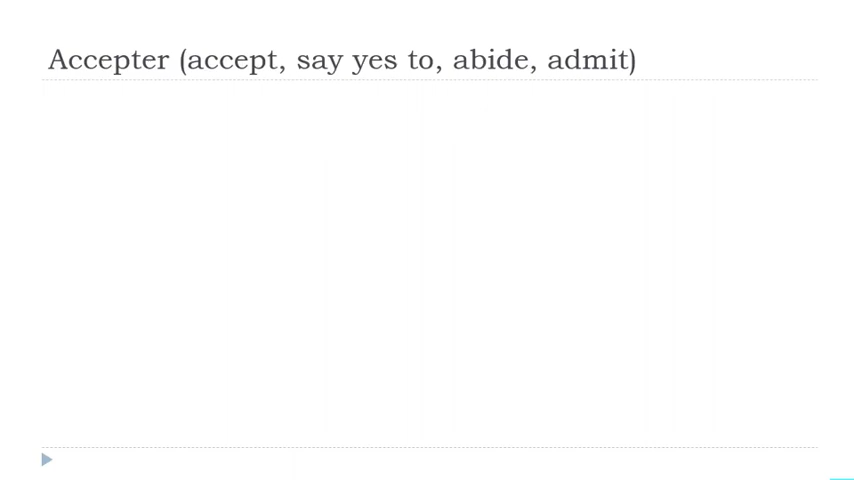 Accepter (accept, say yes to, abide, admit)